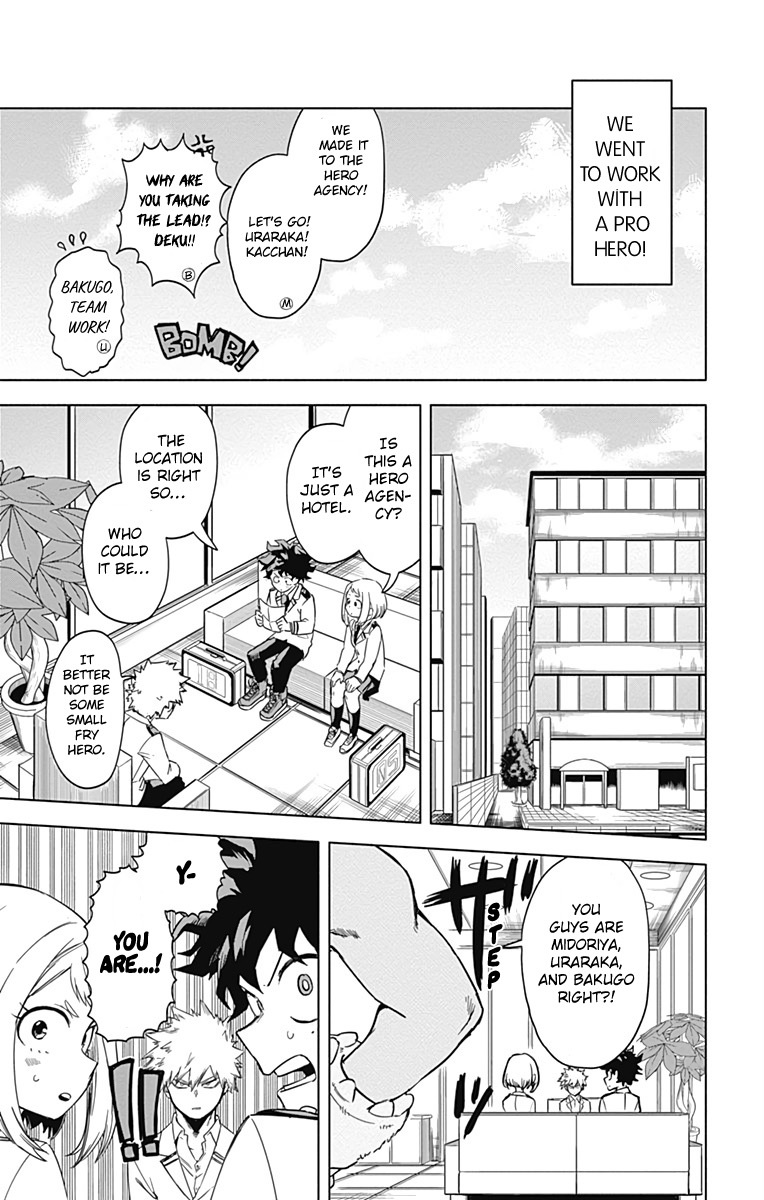 WE
WENT
TO WORK
WİTH
A PRO
HERO!
WE
MADE IT
TO THE
HERO
AGENCY!
LET'S GO!
URARAKA!
KACCHAN!
M
WHY ARE
YOU TAKING
THE LEAD!?
DEKU!!
B
BAKUGO,
TEAM
WORK!
U
BOMB!
IS
THIS A
HERO
AGEN-
CY?
IT'S
JUST A
HOTEL.
THE
LOCATION
IS RIGHT
SO...
WHO
COULD
IT BE...
IT
BETTER
NOT BE
SOME
SMALL
FRY
HERO.
YOU
GUYS ARE
MIDORIYA,
URARAKA,
AND BAKUGO
RIGHT?!
STEP
Y-
YOU
ARE...!
!!